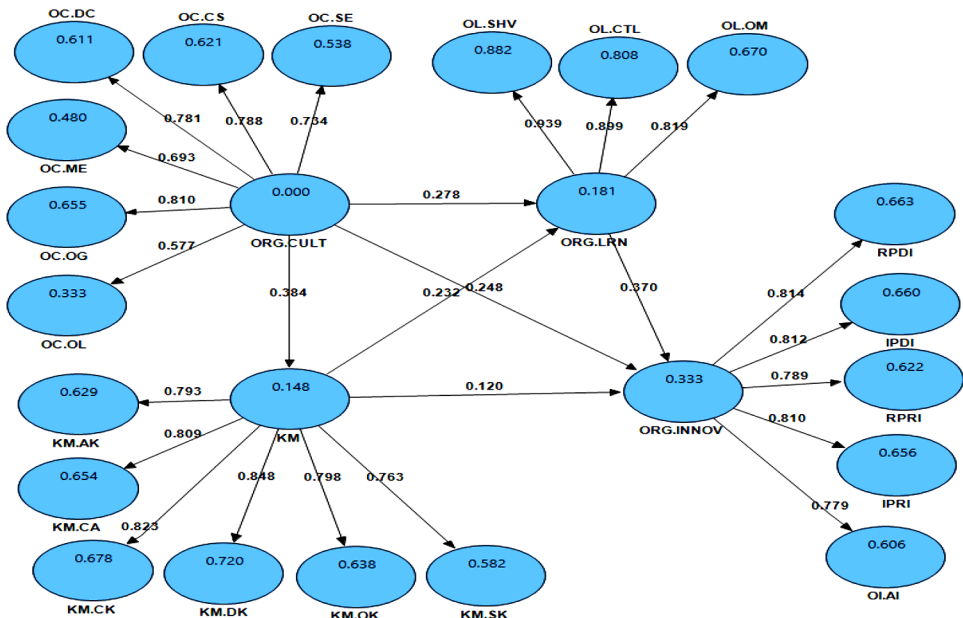 OC.DC
0.611
OC.CS
0.621
OC.SE
0.538
OL.SHV
0.882
OL.CTL
0.808
OL.OM
0.670
0.480
OC.ME
0.781
0.788
0.734
0.939
0.899
0.819
0.693
0.655
OC.OG
0.810
0.000
ORG.CULT
0.278
0.181
ORG.LRN
0.663
RPDI
0.577
0.333
OC.OL
0.384
0.232
0.248
0.370
0.814
0.660
IPDI
0.812
0.629
KM.AK
0.793
0.148
KM
0.120
0.333
ORG.INNOV
0.789
0.622
RPRI
0.809
0.810
0.654
KM.CA
0.848
0.798
0.763
0.656
IPRI
0.823
0.779
0.678
KM.CK
0.720
KM.DK
0.638
KM.OK
0.582
KM.SK
0.606
OI.AI